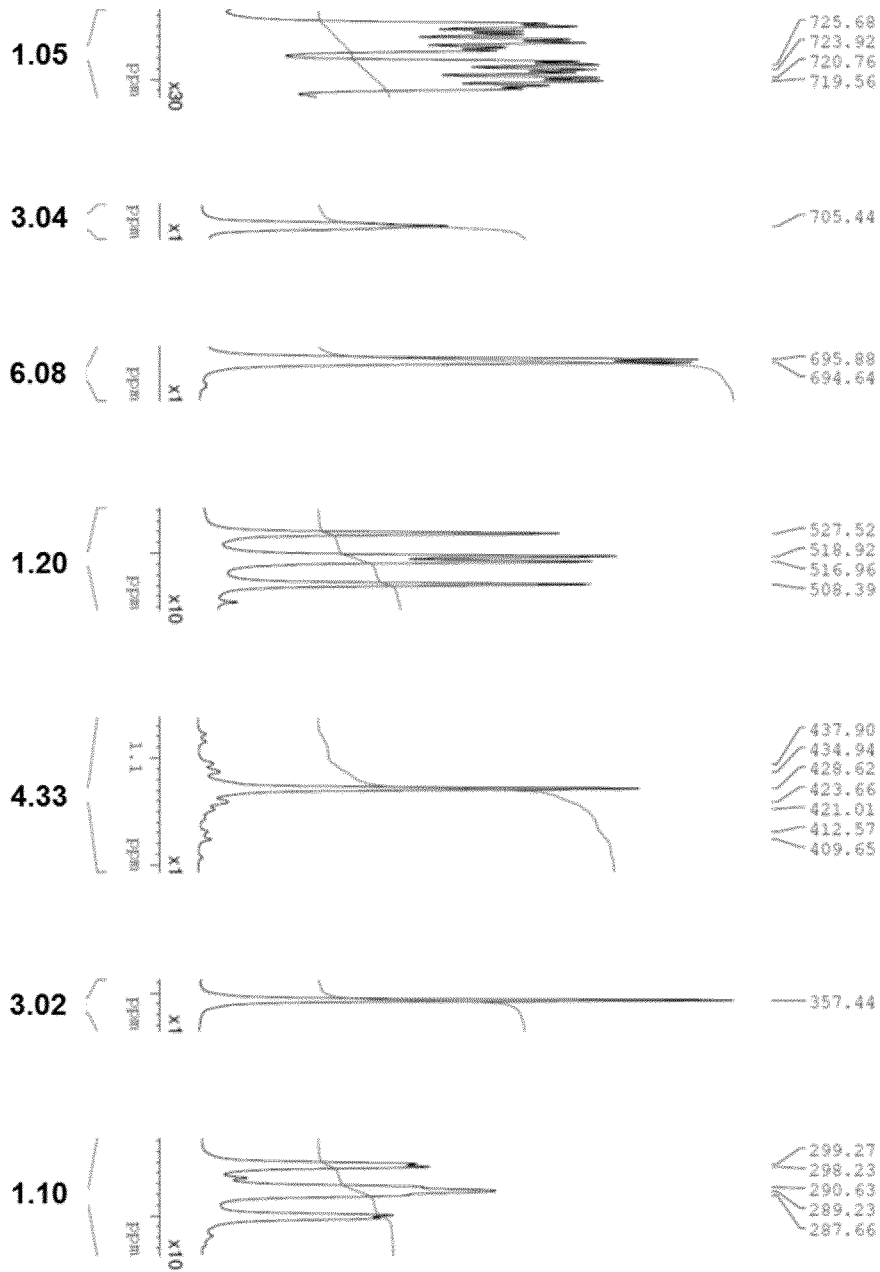 1.05
ppm
x30
725.68
723.92
720.76
719.56
3.04
ppm
x1
705.44
6.08
ppm
x1
695.88
694.64
1.20
ppm
x10
527.52
518.92
516.96
508.39
4.33
1.1
ppm
x1
437.90
434.94
428.62
423.66
421.01
412.57
409.65
3.02
ppm
x1
357.44
1.10
ppm
x10
299.27
298.23
290.63
289.23
287.66